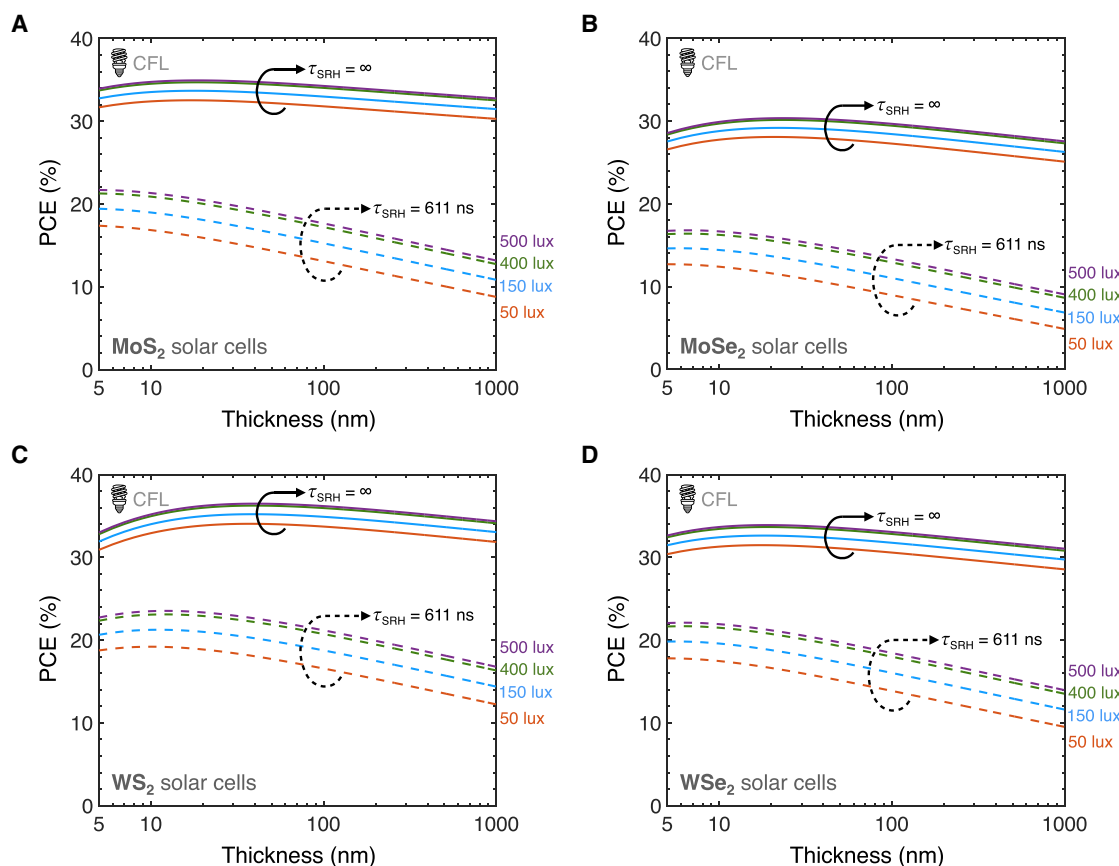 A
CFL
τSRH = ∞
τSRH = 611 ns
500 lux
400 lux
150 lux
50 lux
MoS2 solar cells
PCE (%)
40
30
20
10
0
5
10
100
1000
Thickness (nm)
B
CFL
τSRH = ∞
τSRH = 611 ns
500 lux
400 lux
150 lux
50 lux
MoSe2 solar cells
PCE (%)
40
30
20
10
0
5
10
100
1000
Thickness (nm)
C
CFL
τSRH = ∞
τSRH = 611 ns
500 lux
400 lux
150 lux
50 lux
WS2 solar cells
PCE (%)
40
30
20
10
0
5
10
100
1000
Thickness (nm)
D
CFL
τSRH = ∞
τSRH = 611 ns
500 lux
400 lux
150 lux
50 lux
WSe2 solar cells
PCE (%)
40
30
20
10
0
5
10
100
1000
Thickness (nm)